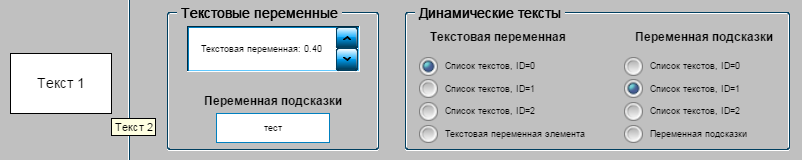 Текст 1
Текст 2
Текстовые переменные
Текстовая переменная: 0.40
Переменная подсказки
тест
Динамические тексты
Текстовая переменная
Список текстов, ID=0
Список текстов, ID=1
Список текстов, ID=2
Текстовая переменная элемента
Переменная подсказки
Список текстов, ID=0
Список текстов, ID=1
Список текстов, ID=2
Переменная подсказки